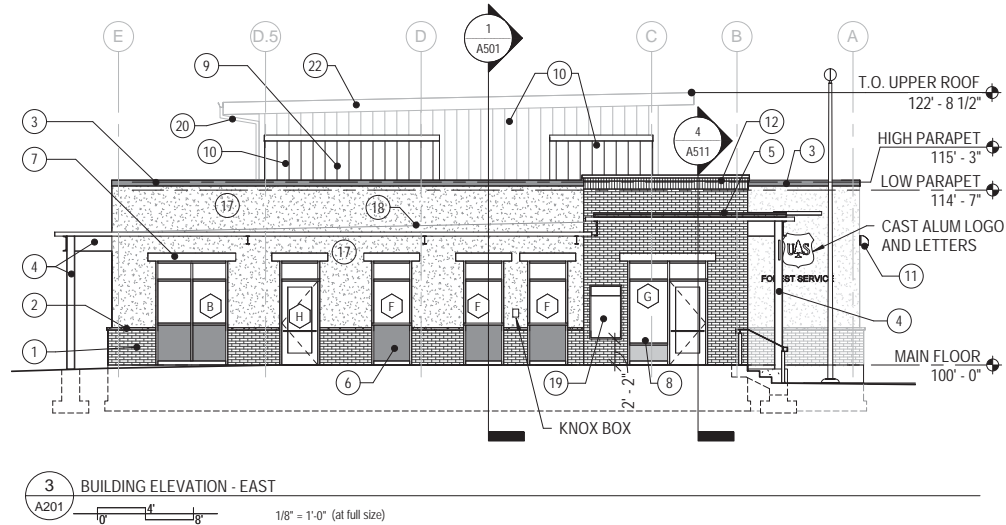 E
D.5
D
1
A501
C
B
A
9
22
10
T.O. UPPER ROOF
122' - 8 1/2"
3
20
4
A511
12
HIGH PARAPET
115' - 3"
7
10
5
3
LOW PARAPET
114' - 7"
17
18
CAST ALUM LOGO
AND LETTERS
17
U S
4
FOREST SERVICE
11
B
H
F
F
F
G
2
4
1
MAIN FLOOR
100' - 0"
6
19
2' - 2"
8
KNOX BOX
3
A201
BUILDING ELEVATION - EAST
0'
4'
8'
1/8" = 1'-0" (at full size)